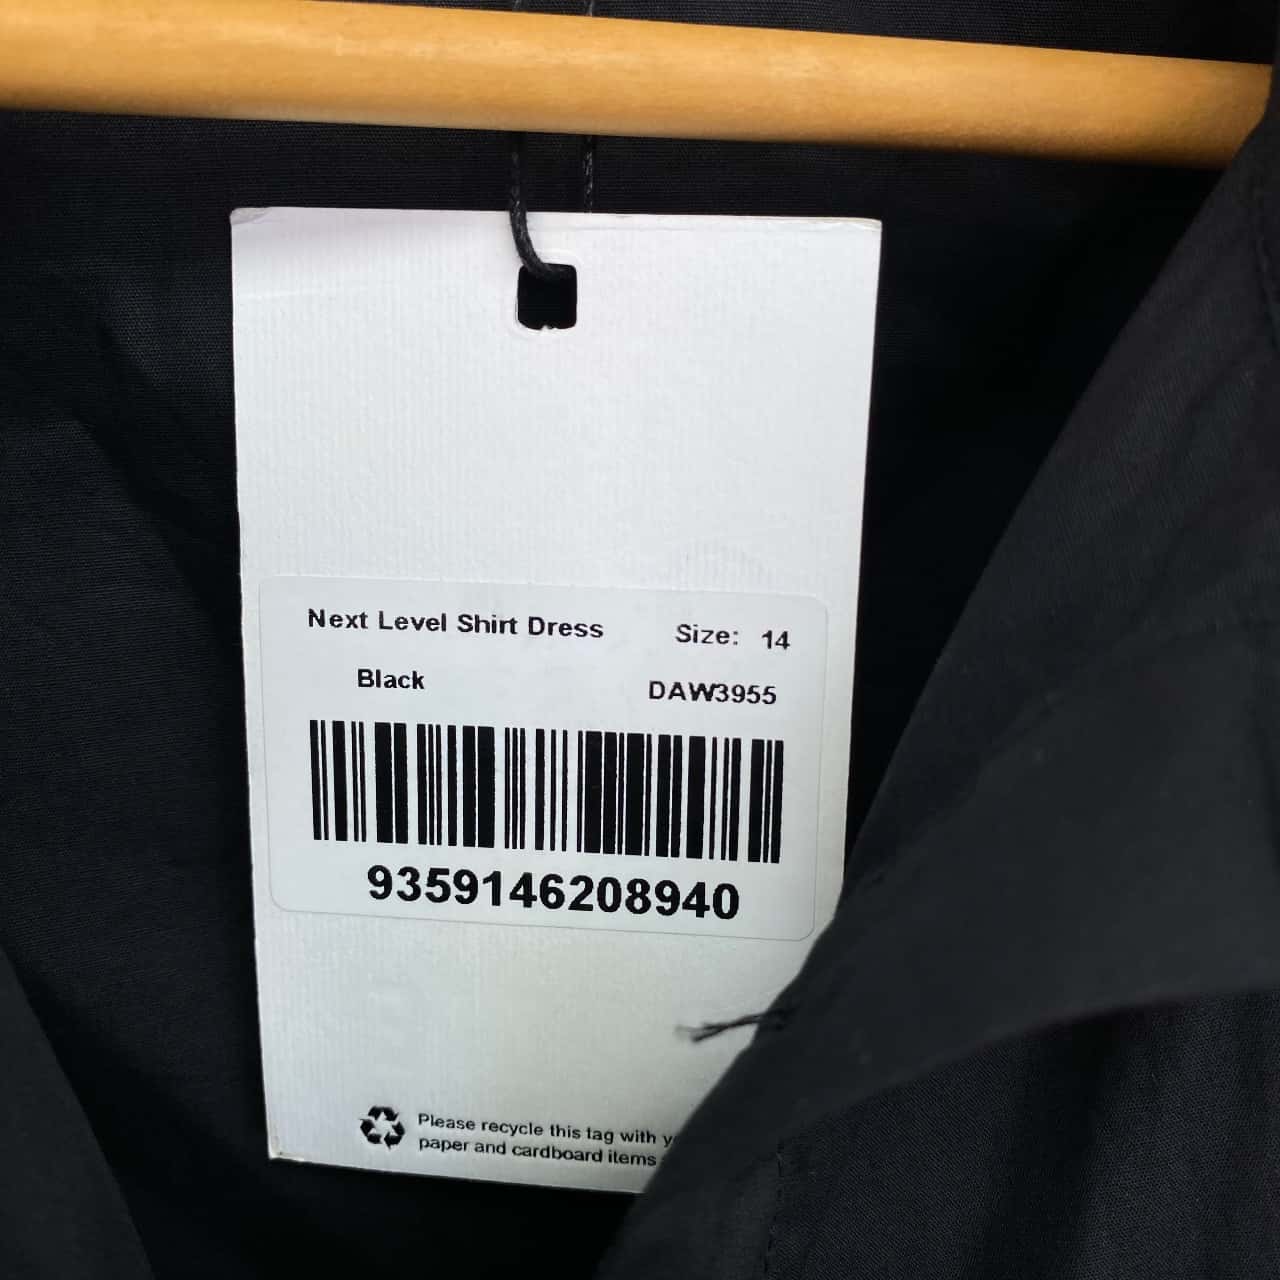 Next Level Shirt Dress Size: 14
Black DAW3955
9359146208940
Please recycle this tag with
paper and cardboard items